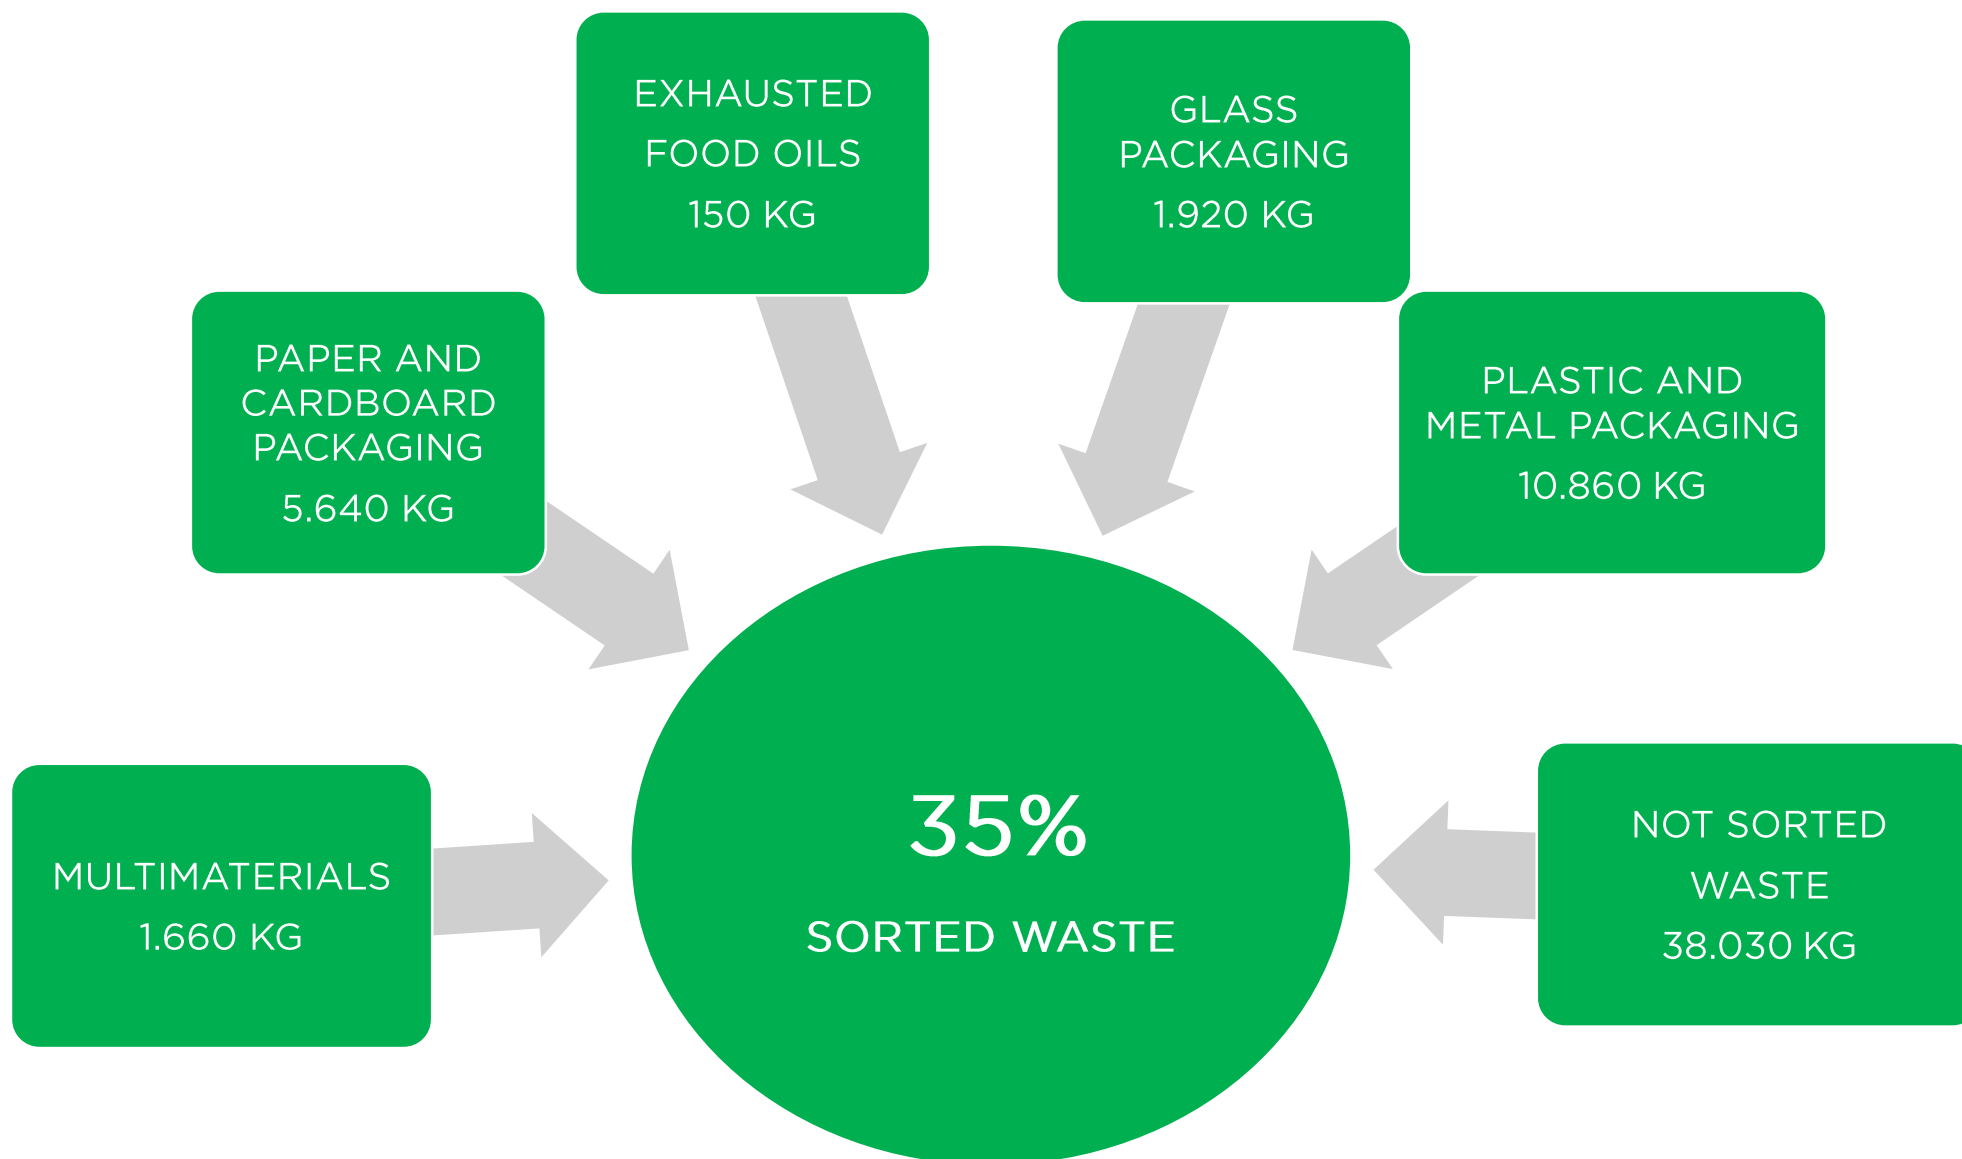 EXHAUSTED
FOOD OILS
150 KG
GLASS
PACKAGING
1.920 KG
PAPER AND
CARDBOARD
PACKAGING
5.640 KG
PLASTIC AND
METAL PACKAGING
10.860 KG
MULTIMATERIALS
1.660 KG
35%
SORTED WASTE
NOT SORTED
WASTE
38.030 KG